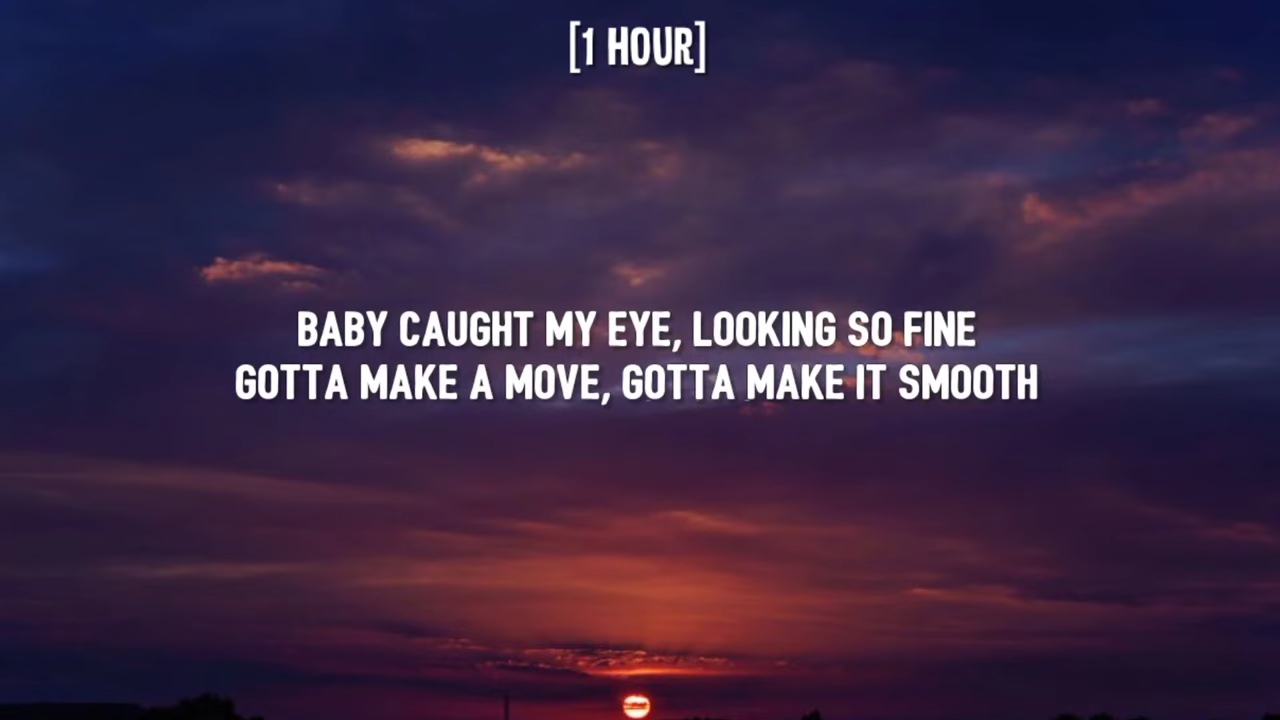 [1 HOUR]
BABY CAUGHT MY EYE, LOOKING SO FINE
GOTTA MAKE A MOVE, GOTTA MAKE IT SMOOTH